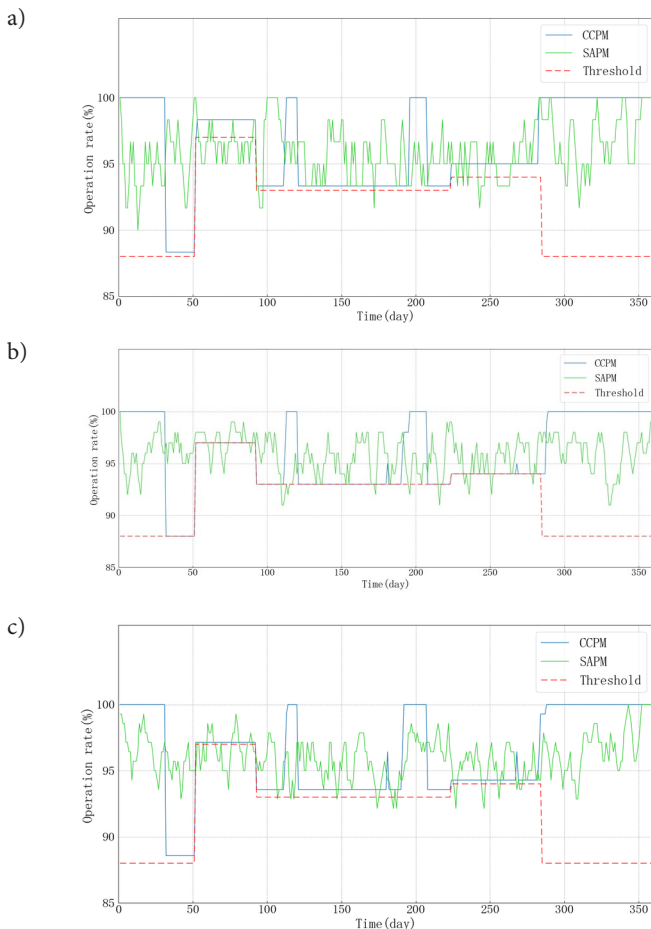 a)
CCPM
SAPM
Threshold
Operation rate(%)
100
95
90
85
0 50 100 150 200 250 300 350
Time(day)
b)
CCPM
SAPM
Threshold
Operation rate(%)
100
95
90
85
0 50 100 150 200 250 300 350
Time(day)
c)
CCPM
SAPM
Threshold
Operation rate(%)
100
95
90
85
0 50 100 150 200 250 300 350
Time(day)